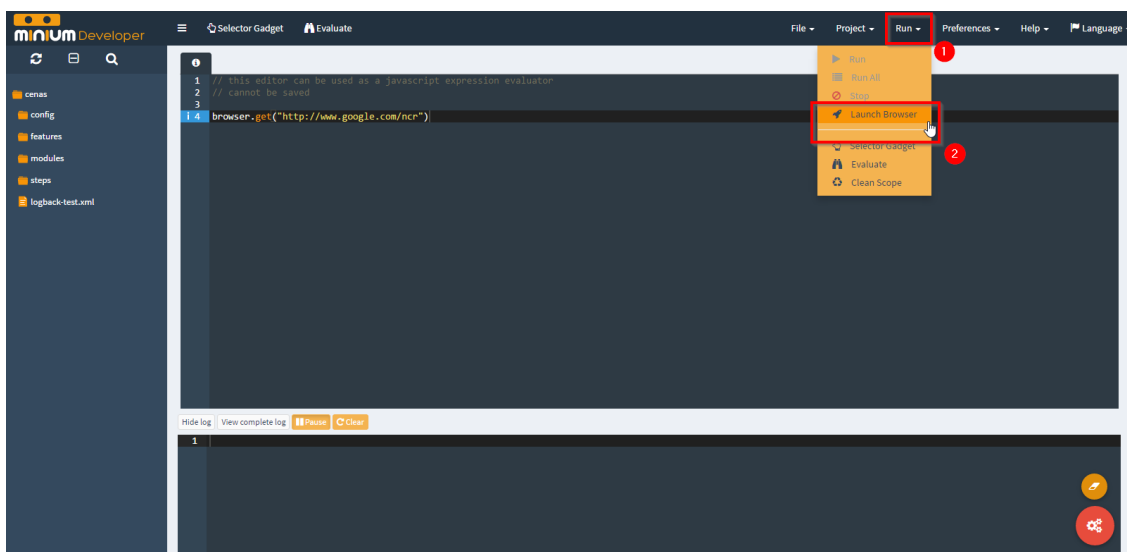 minium Developer
Selector Gadget
Evaluate
File
Project
Run
Preferences
Help
Language
1
cenas
config
features
modules
steps
logback-test.xml
1 // this editor can be used as a javascript expression evaluator
2 // cannot be saved
3
i 4 browser.get("http://www.google.com/ncr")
Run
Run All
Stop
Launch Browser
Selector Gadget
Evaluate
Clean Scope
2
Hide log
View complete log
Pause
Clear
1